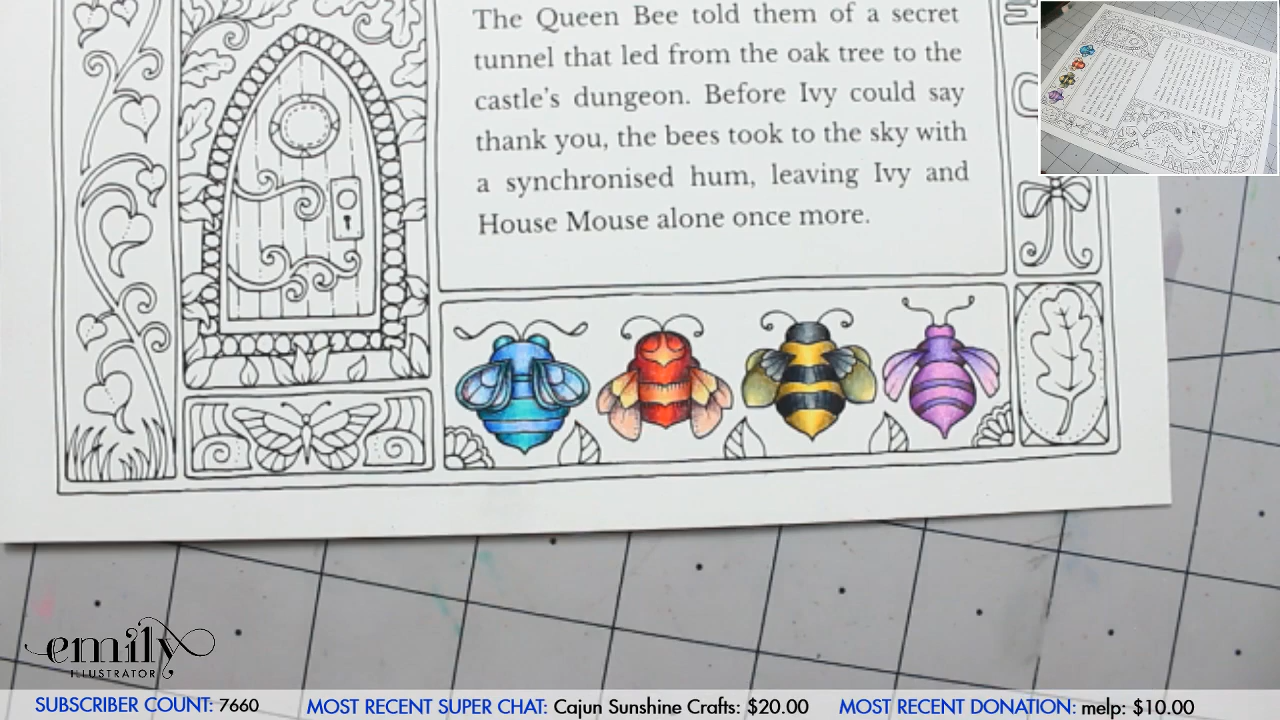 The Queen Bee told them of a secret
tunnel that led from the oak tree to the
castle's dungeon. Before Ivy could say
thank you, the bees took to the sky with
a synchronised hum, leaving Ivy and
House Mouse alone once more.
emily
ILLUSTRATOR
SUBSCRIBER COUNT: 7660 MOST RECENT SUPER CHAT: Cajun Sunshine Crafts: $20.00 MOST RECENT DONATION: melp: $10.00